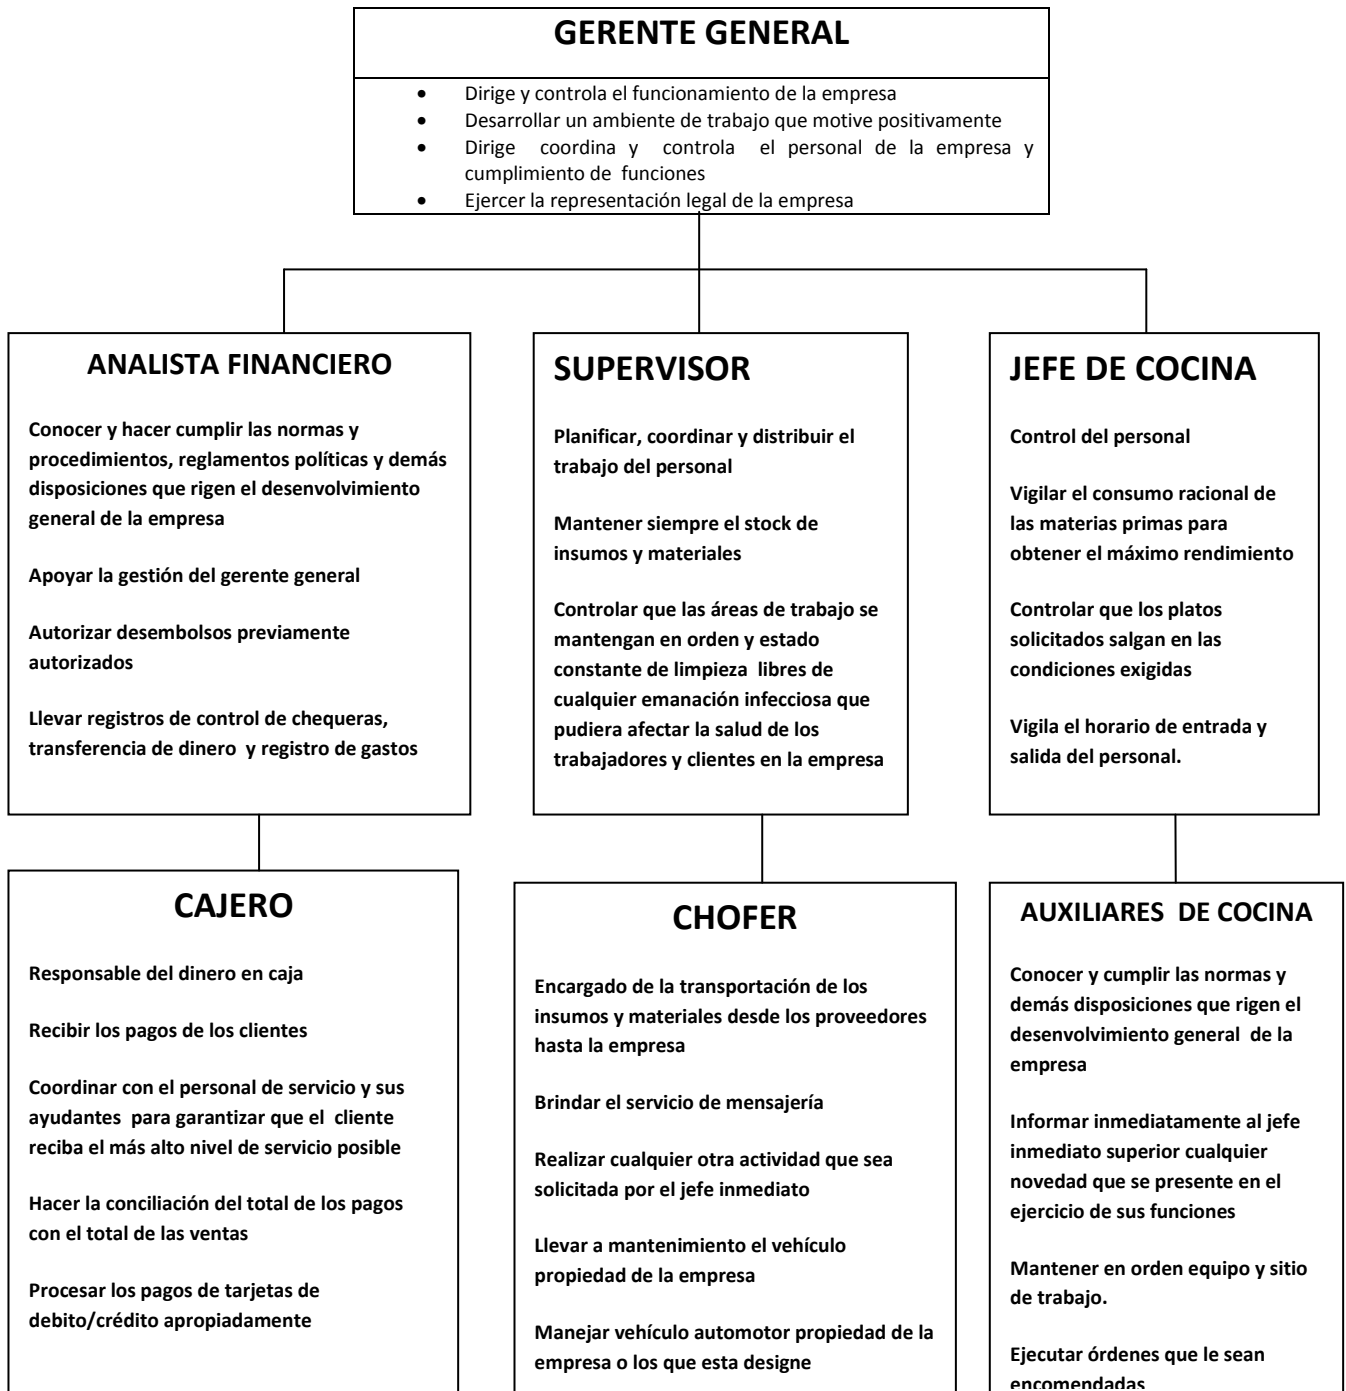 GERENTE GENERAL
• Dirige y controla el funcionamiento de la empresa
• Desarrollar un ambiente de trabajo que motive positivamente
• Dirige coordina y controla el personal de la empresa y
cumplimiento de funciones
• Ejercer la representación legal de la empresa
ANALISTA FINANCIERO
Conocer y hacer cumplir las normas y
procedimientos, reglamentos políticas y demás
disposiciones que rigen el desenvolvimiento
general de la empresa
Apoyar la gestión del gerente general
Autorizar desembolsos previamente
autorizados
Llevar registros de control de chequeras,
transferencia de dinero y registro de gastos
SUPERVISOR
Planificar, coordinar y distribuir el
trabajo del personal
Mantener siempre el stock de
insumos y materiales
Controlar que las áreas de trabajo se
mantengan en orden y estado
constante de limpieza libres de
cualquier emanación infecciosa que
pudiera afectar la salud de los
trabajadores y clientes en la empresa
JEFE DE COCINA
Control del personal
Vigilar el consumo racional de
las materias primas para
obtener el máximo rendimiento
Controlar que los platos
solicitados salgan en las
condiciones exigidas
Vigila el horario de entrada y
salida del personal.
CAJERO
Responsable del dinero en caja
Recibir los pagos de los clientes
Coordinar con el personal de servicio y sus
ayudantes para garantizar que el cliente
reciba el más alto nivel de servicio posible
Hacer la conciliación del total de los pagos
con el total de las ventas
Procesar los pagos de tarjetas de
debito/crédito apropiadamente
CHOFER
Encargado de la transportación de los
insumos y materiales desde los proveedores
hasta la empresa
Brindar el servicio de mensajería
Realizar cualquier otra actividad que sea
solicitada por el jefe inmediato
Llevar a mantenimiento el vehículo
propiedad de la empresa
Manejar vehículo automotor propiedad de la
empresa o los que esta designe
AUXILIARES DE COCINA
Conocer y cumplir las normas y
demás disposiciones que rigen el
desenvolvimiento general de la
empresa
Informar inmediatamente al jefe
inmediato superior cualquier
novedad que se presente en el
ejercicio de sus funciones
Mantener en orden equipo y sitio
de trabajo.
Ejecutar órdenes que le sean
encomendadas